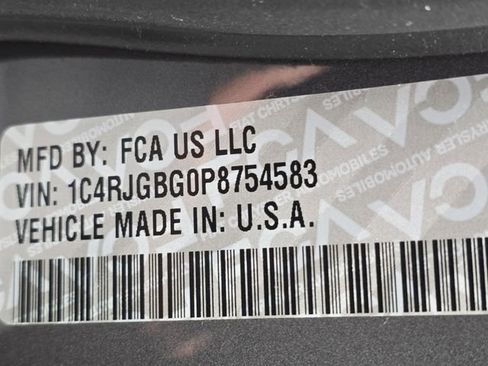 MFD BY: FCA US LLC
VIN: 1C4RJGBG0P8754583
VEHICLE MADE IN: U.S.A.